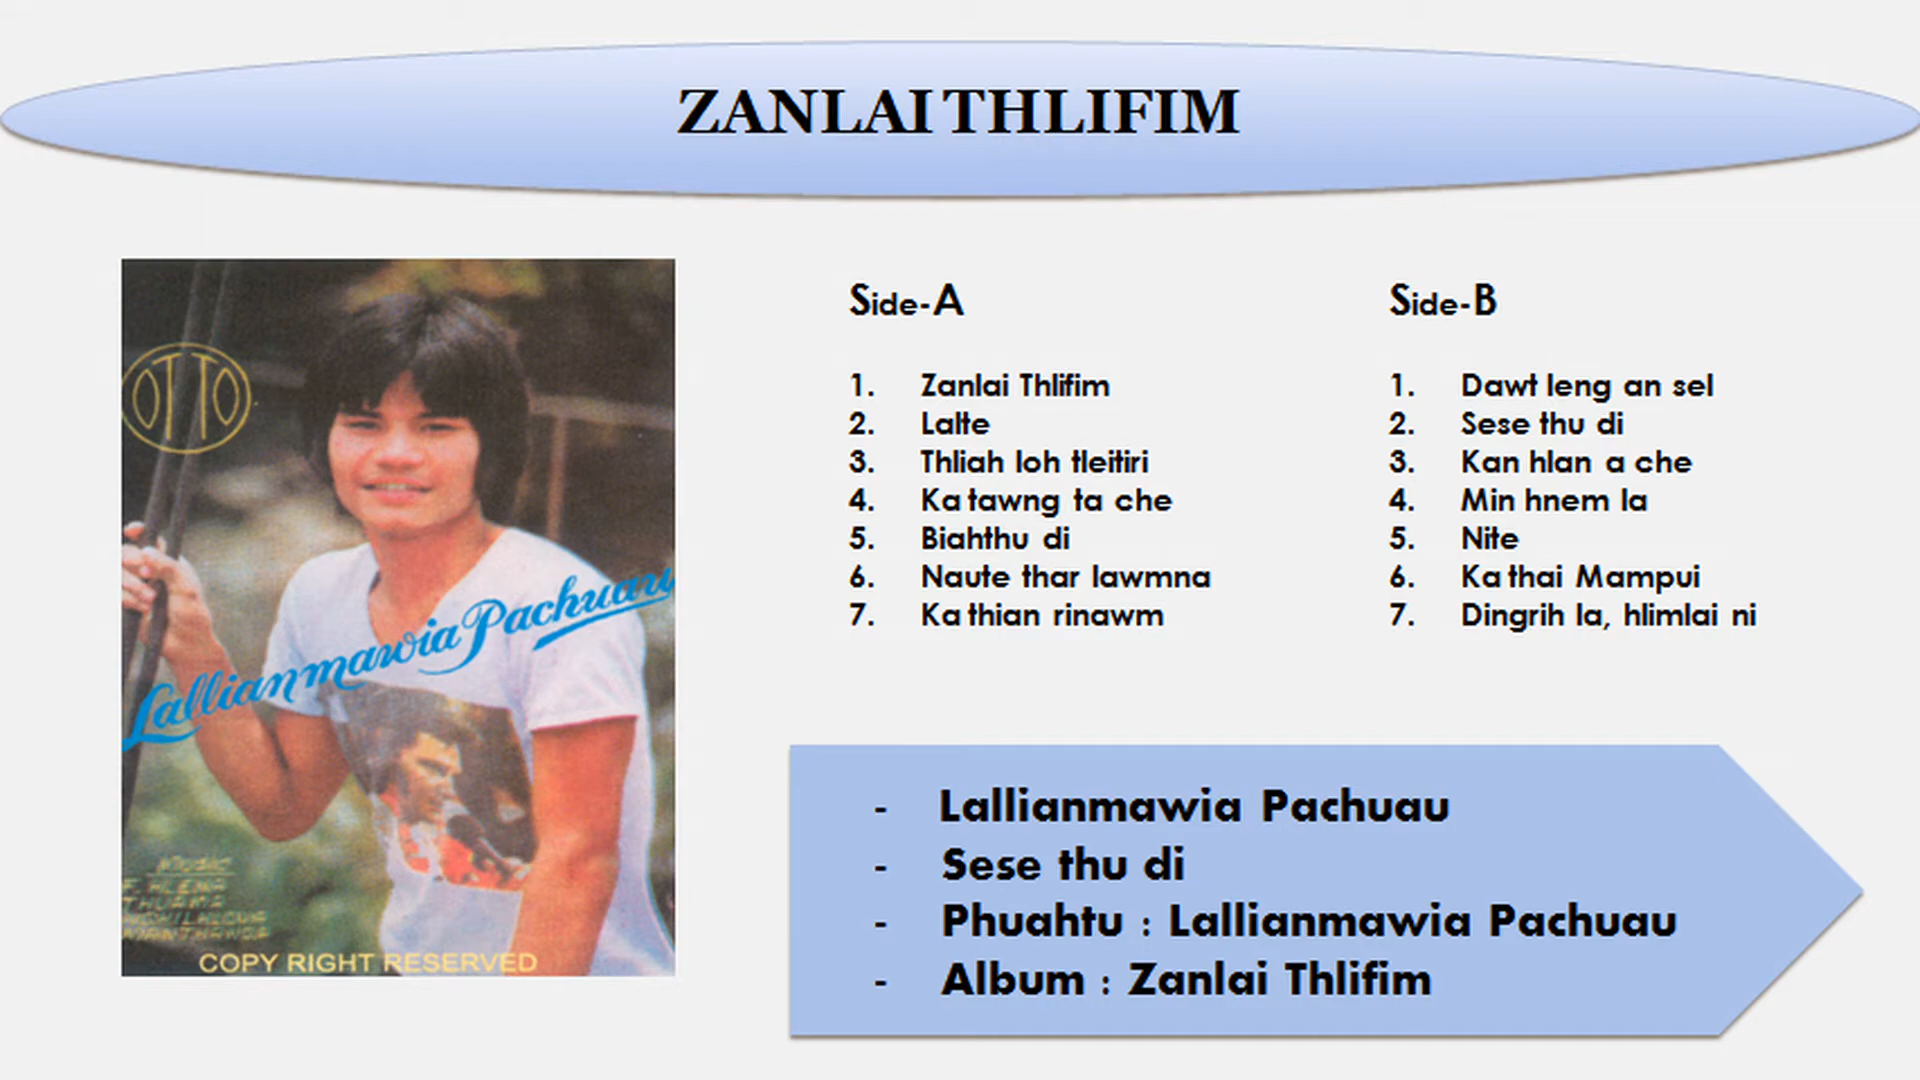 ZANLAI THLIFIM
OTTO
Lallianmawia Pachuau
MUSIC
COPY RIGHT RESERVED
Side-A
1. Zanlai Thlifim
2. Lalte
3. Thliah loh tleitiri
4. Ka tawng ta che
5. Biahthu di
6. Naute thar lawmna
7. Ka thian rinawm
Side-B
1. Dawt leng an sel
2. Sese thu di
3. Kan hlan a che
4. Min hnem la
5. Nite
6. Ka thai Mampui
7. Dingrih la, hlimlai ni
- Lallianmawia Pachuau
- Sese thu di
- Phuahtu : Lallianmawia Pachuau
- Album : Zanlai Thlifim